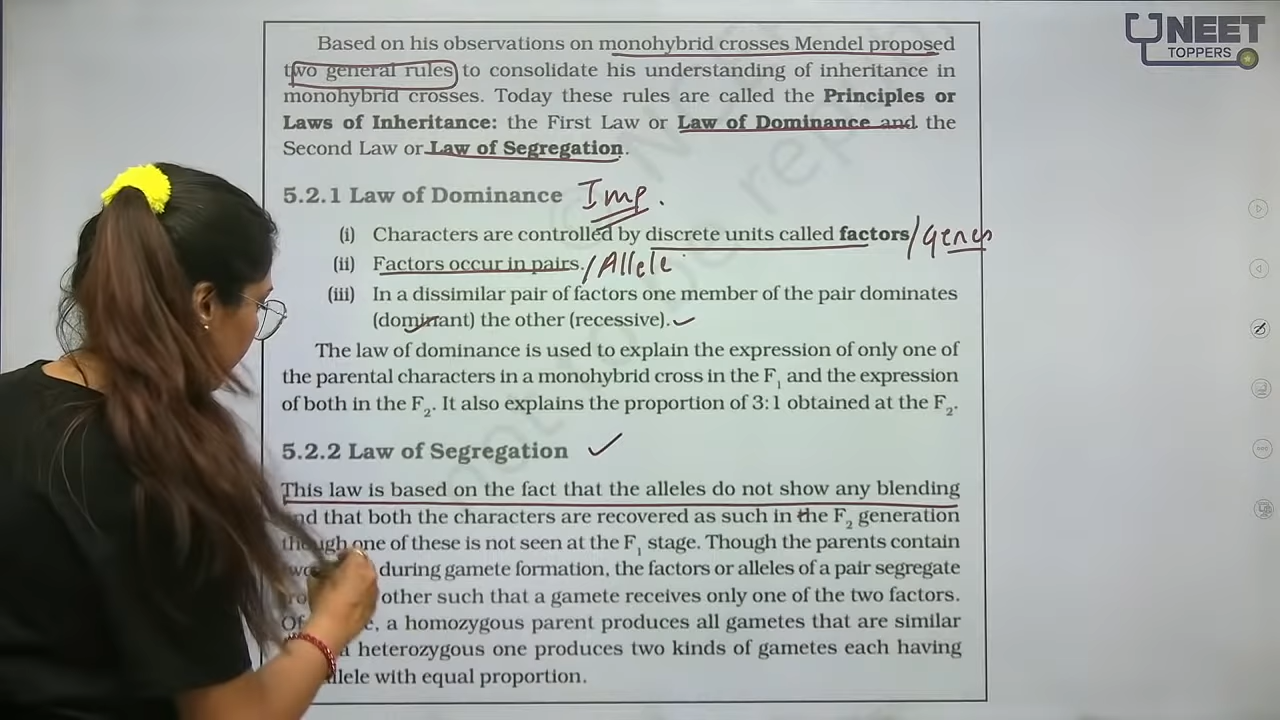 NEET
TOPPERS
Based on his observations on monohybrid crosses Mendel proposed
two general rules to consolidate his understanding of inheritance in
monohybrid crosses. Today these rules are called the Principles or
Laws of Inheritance: the First Law or Law of Dominance and the
Second Law or Law of Segregation.
5.2.1 Law of Dominance Imp.
(i) Characters are controlled by discrete units called factors/Genes
(ii) Factors occur in pairs./Allele
(iii) In a dissimilar pair of factors one member of the pair dominates
(dominant) the other (recessive).
The law of dominance is used to explain the expression of only one of
the parental characters in a monohybrid cross in the F1 and the expression
of both in the F2. It also explains the proportion of 3:1 obtained at the F2.
5.2.2 Law of Segregation
This law is based on the fact that the alleles do not show any blending
and that both the characters are recovered as such in the F2 generation
though one of these is not seen at the F1 stage. Though the parents contain
during gamete formation, the factors or alleles of a pair segregate
other such that a gamete receives only one of the two factors.
Of a homozygous parent produces all gametes that are similar
heterozygous one produces two kinds of gametes each having
allele with equal proportion.